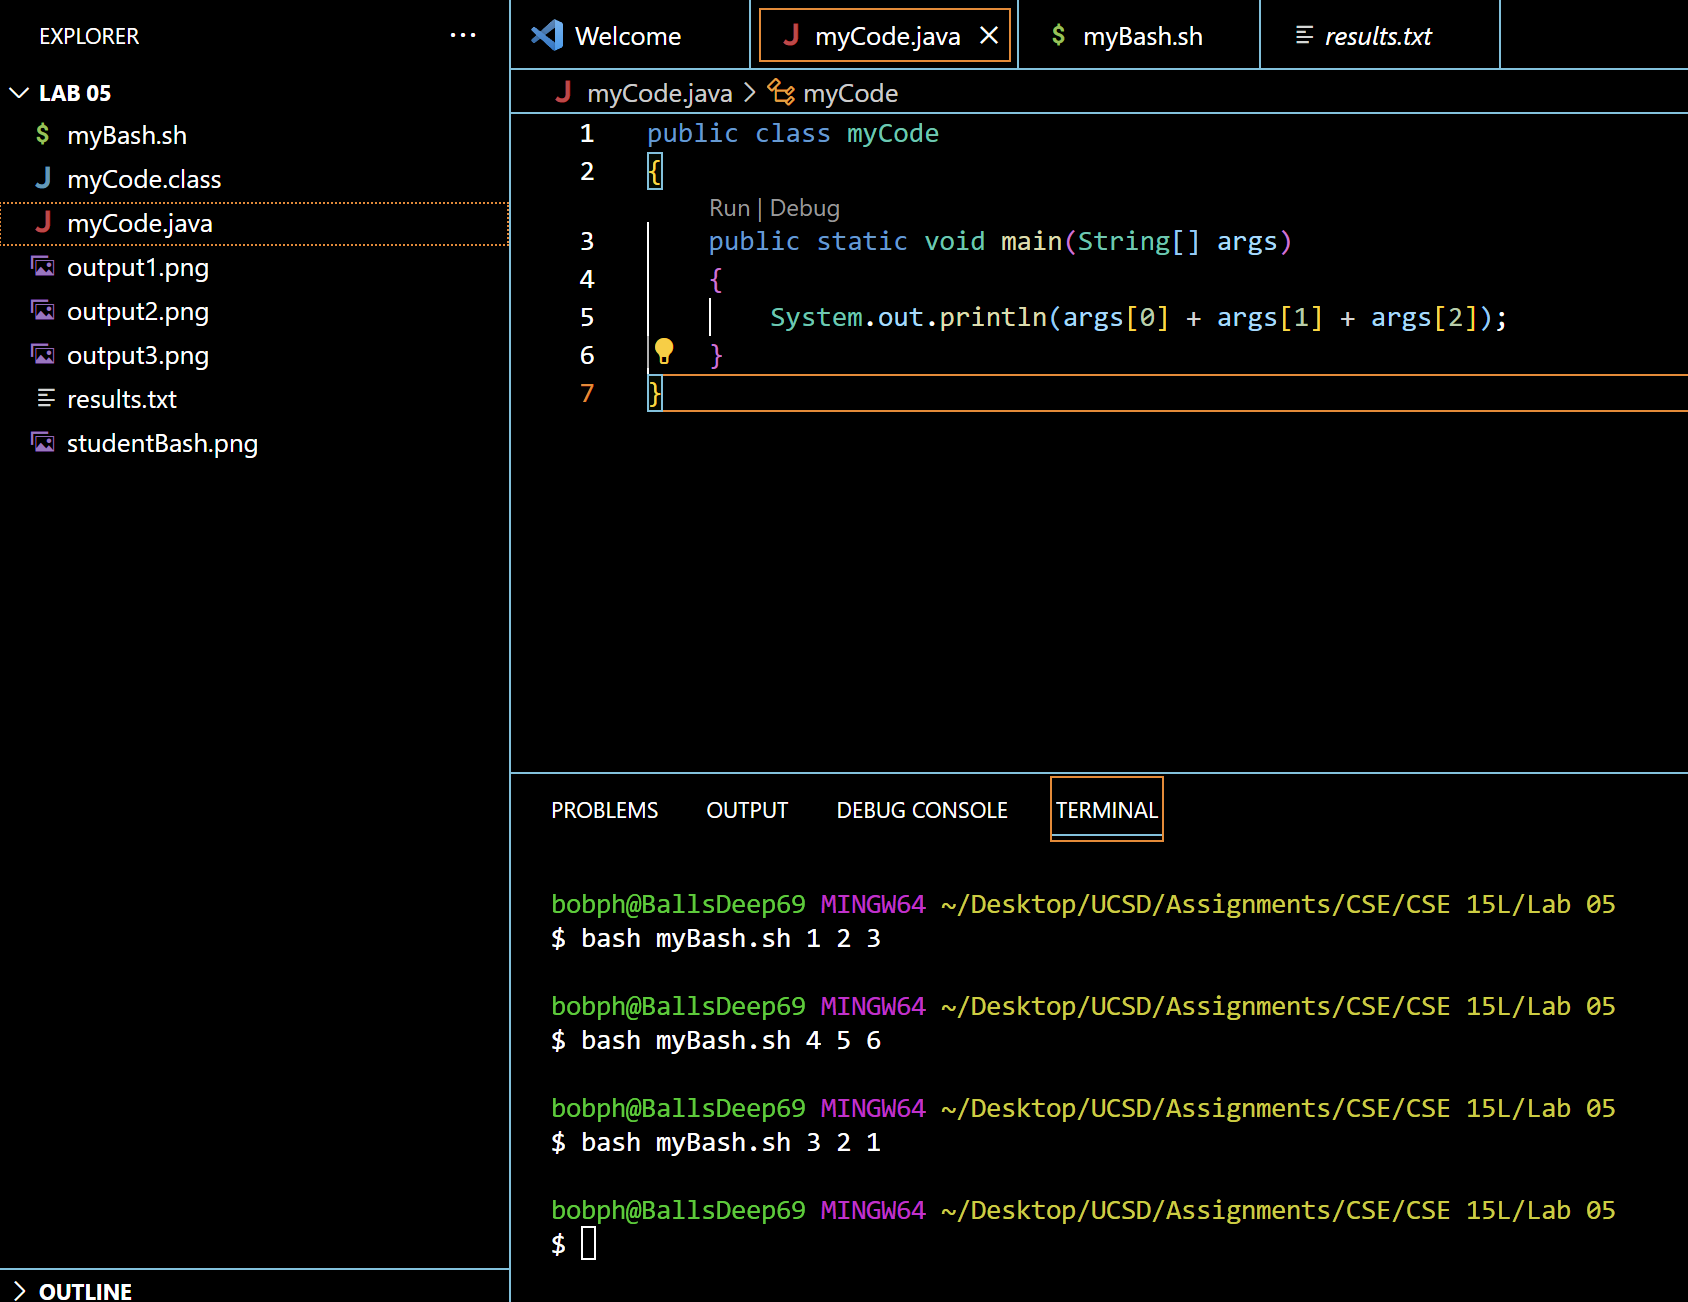 EXPLORER
···
LAB 05
myBash.sh
myCode.class
myCode.java
output1.png
output2.png
output3.png
results.txt
studentBash.png
OUTLINE
Welcome
myCode.java
myBash.sh
results.txt
myCode.java > myCode
1 public class myCode
2 {
Run | Debug
3 public static void main(String[] args)
4 {
5 System.out.println(args[0] + args[1] + args[2]);
6 }
7 }
PROBLEMS OUTPUT DEBUG CONSOLE TERMINAL
bobph@BallsDeep69 MINGW64 ~/Desktop/UCSD/Assignments/CSE/CSE 15L/Lab 05
$ bash myBash.sh 1 2 3
bobph@BallsDeep69 MINGW64 ~/Desktop/UCSD/Assignments/CSE/CSE 15L/Lab 05
$ bash myBash.sh 4 5 6
bobph@BallsDeep69 MINGW64 ~/Desktop/UCSD/Assignments/CSE/CSE 15L/Lab 05
$ bash myBash.sh 3 2 1
bobph@BallsDeep69 MINGW64 ~/Desktop/UCSD/Assignments/CSE/CSE 15L/Lab 05
$